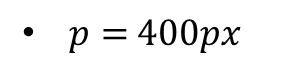 • p = 400px